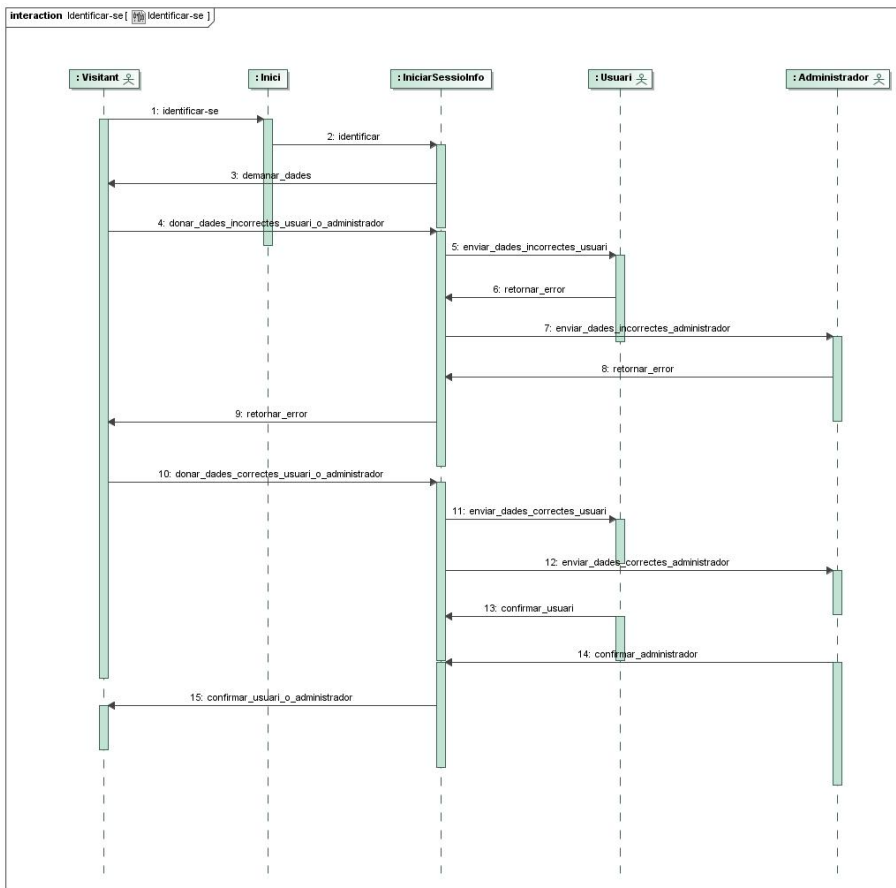 interaction Identificar-se[ Identificar-se ]
: Visitant
: Inici
: IniciarSessioInfo
: Usuari
: Administrador
1: identificar-se
2: identificar
3: demanar_dades
4: donar_dades_incorrectes_usuari_o_administrador
5: enviar_dades_incorrectes_usuari
6: retornar_error
7: enviar_dades_incorrectes_administrador
8: retornar_error
9: retornar_error
10: donar_dades_correctes_usuari_o_administrador
11: enviar_dades_correctes_usuari
12: enviar_dades_correctes_administrador
13: confirmar_usuari
14: confirmar_administrador
15: confirmar_usuari_o_administrador